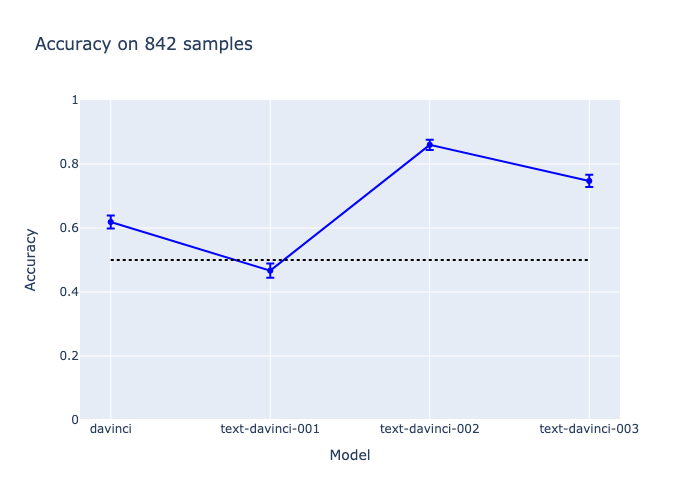 Accuracy on 842 samples
1
0.8
0.6
0.4
0.2
0
Accuracy
davinci
text-davinci-001
text-davinci-002
text-davinci-003
Model